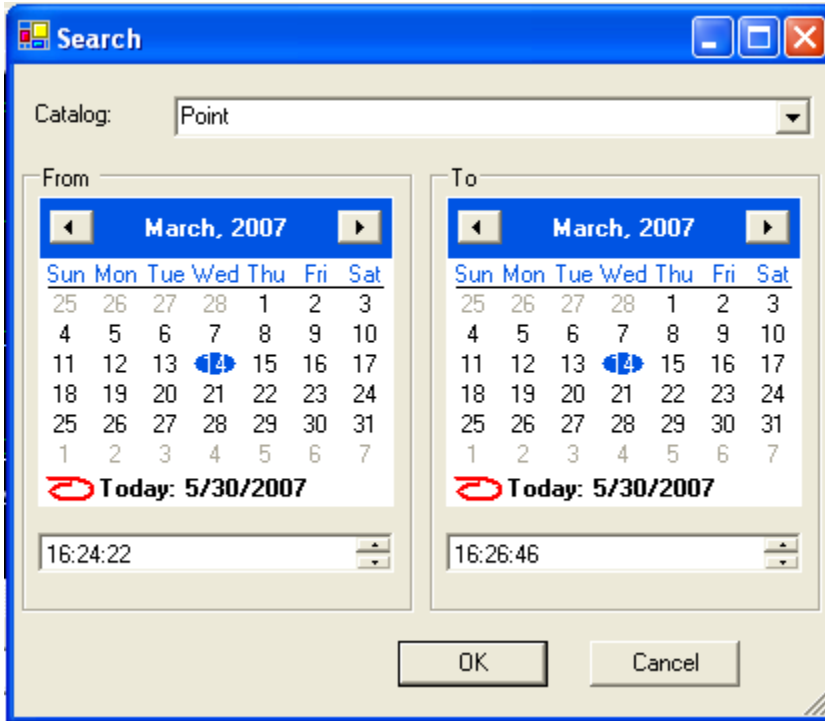 Search
Catalog: Point
From
March, 2007
Sun Mon Tue Wed Thu Fri Sat
25 26 27 28 1 2 3
4 5 6 7 8 9 10
11 12 13 14 15 16 17
18 19 20 21 22 23 24
25 26 27 28 29 30 31
1 2 3 4 5 6 7
Today: 5/30/2007
16:24:22
To
March, 2007
Sun Mon Tue Wed Thu Fri Sat
25 26 27 28 1 2 3
4 5 6 7 8 9 10
11 12 13 14 15 16 17
18 19 20 21 22 23 24
25 26 27 28 29 30 31
1 2 3 4 5 6 7
Today: 5/30/2007
16:26:46
OK Cancel